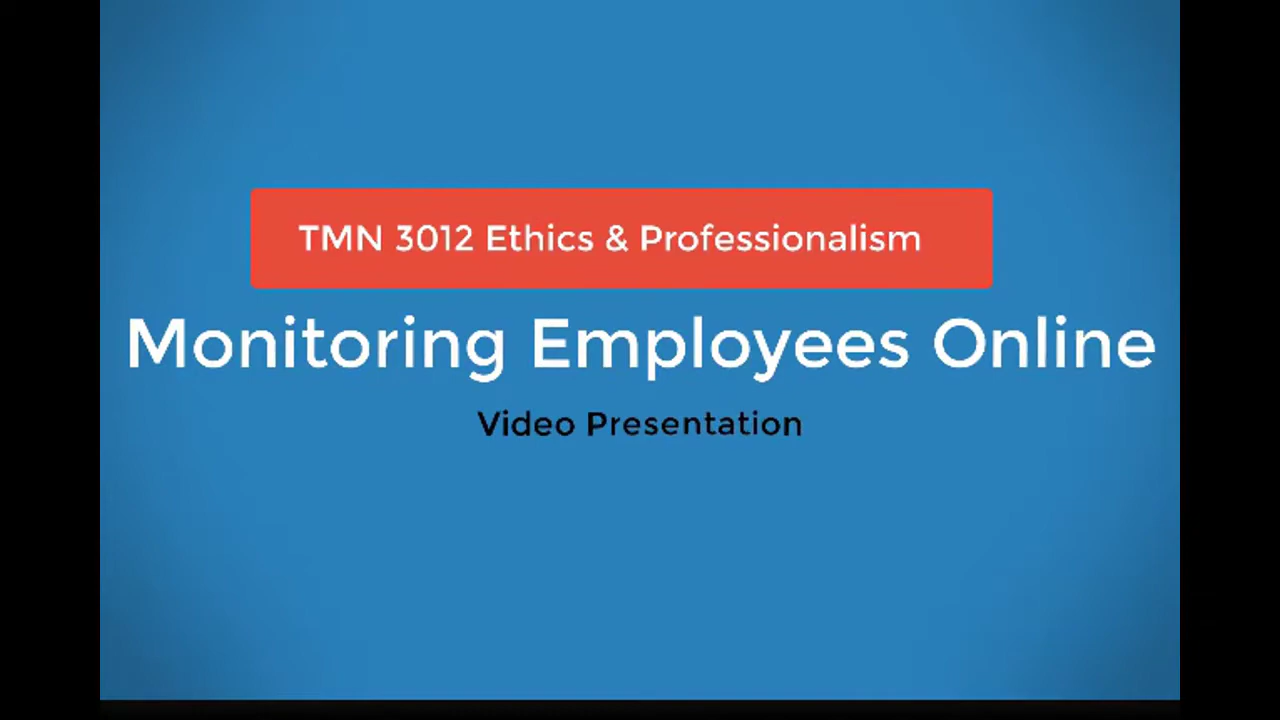 TMN 3012 Ethics & Professionalism
Monitoring Employees Online
Video Presentation